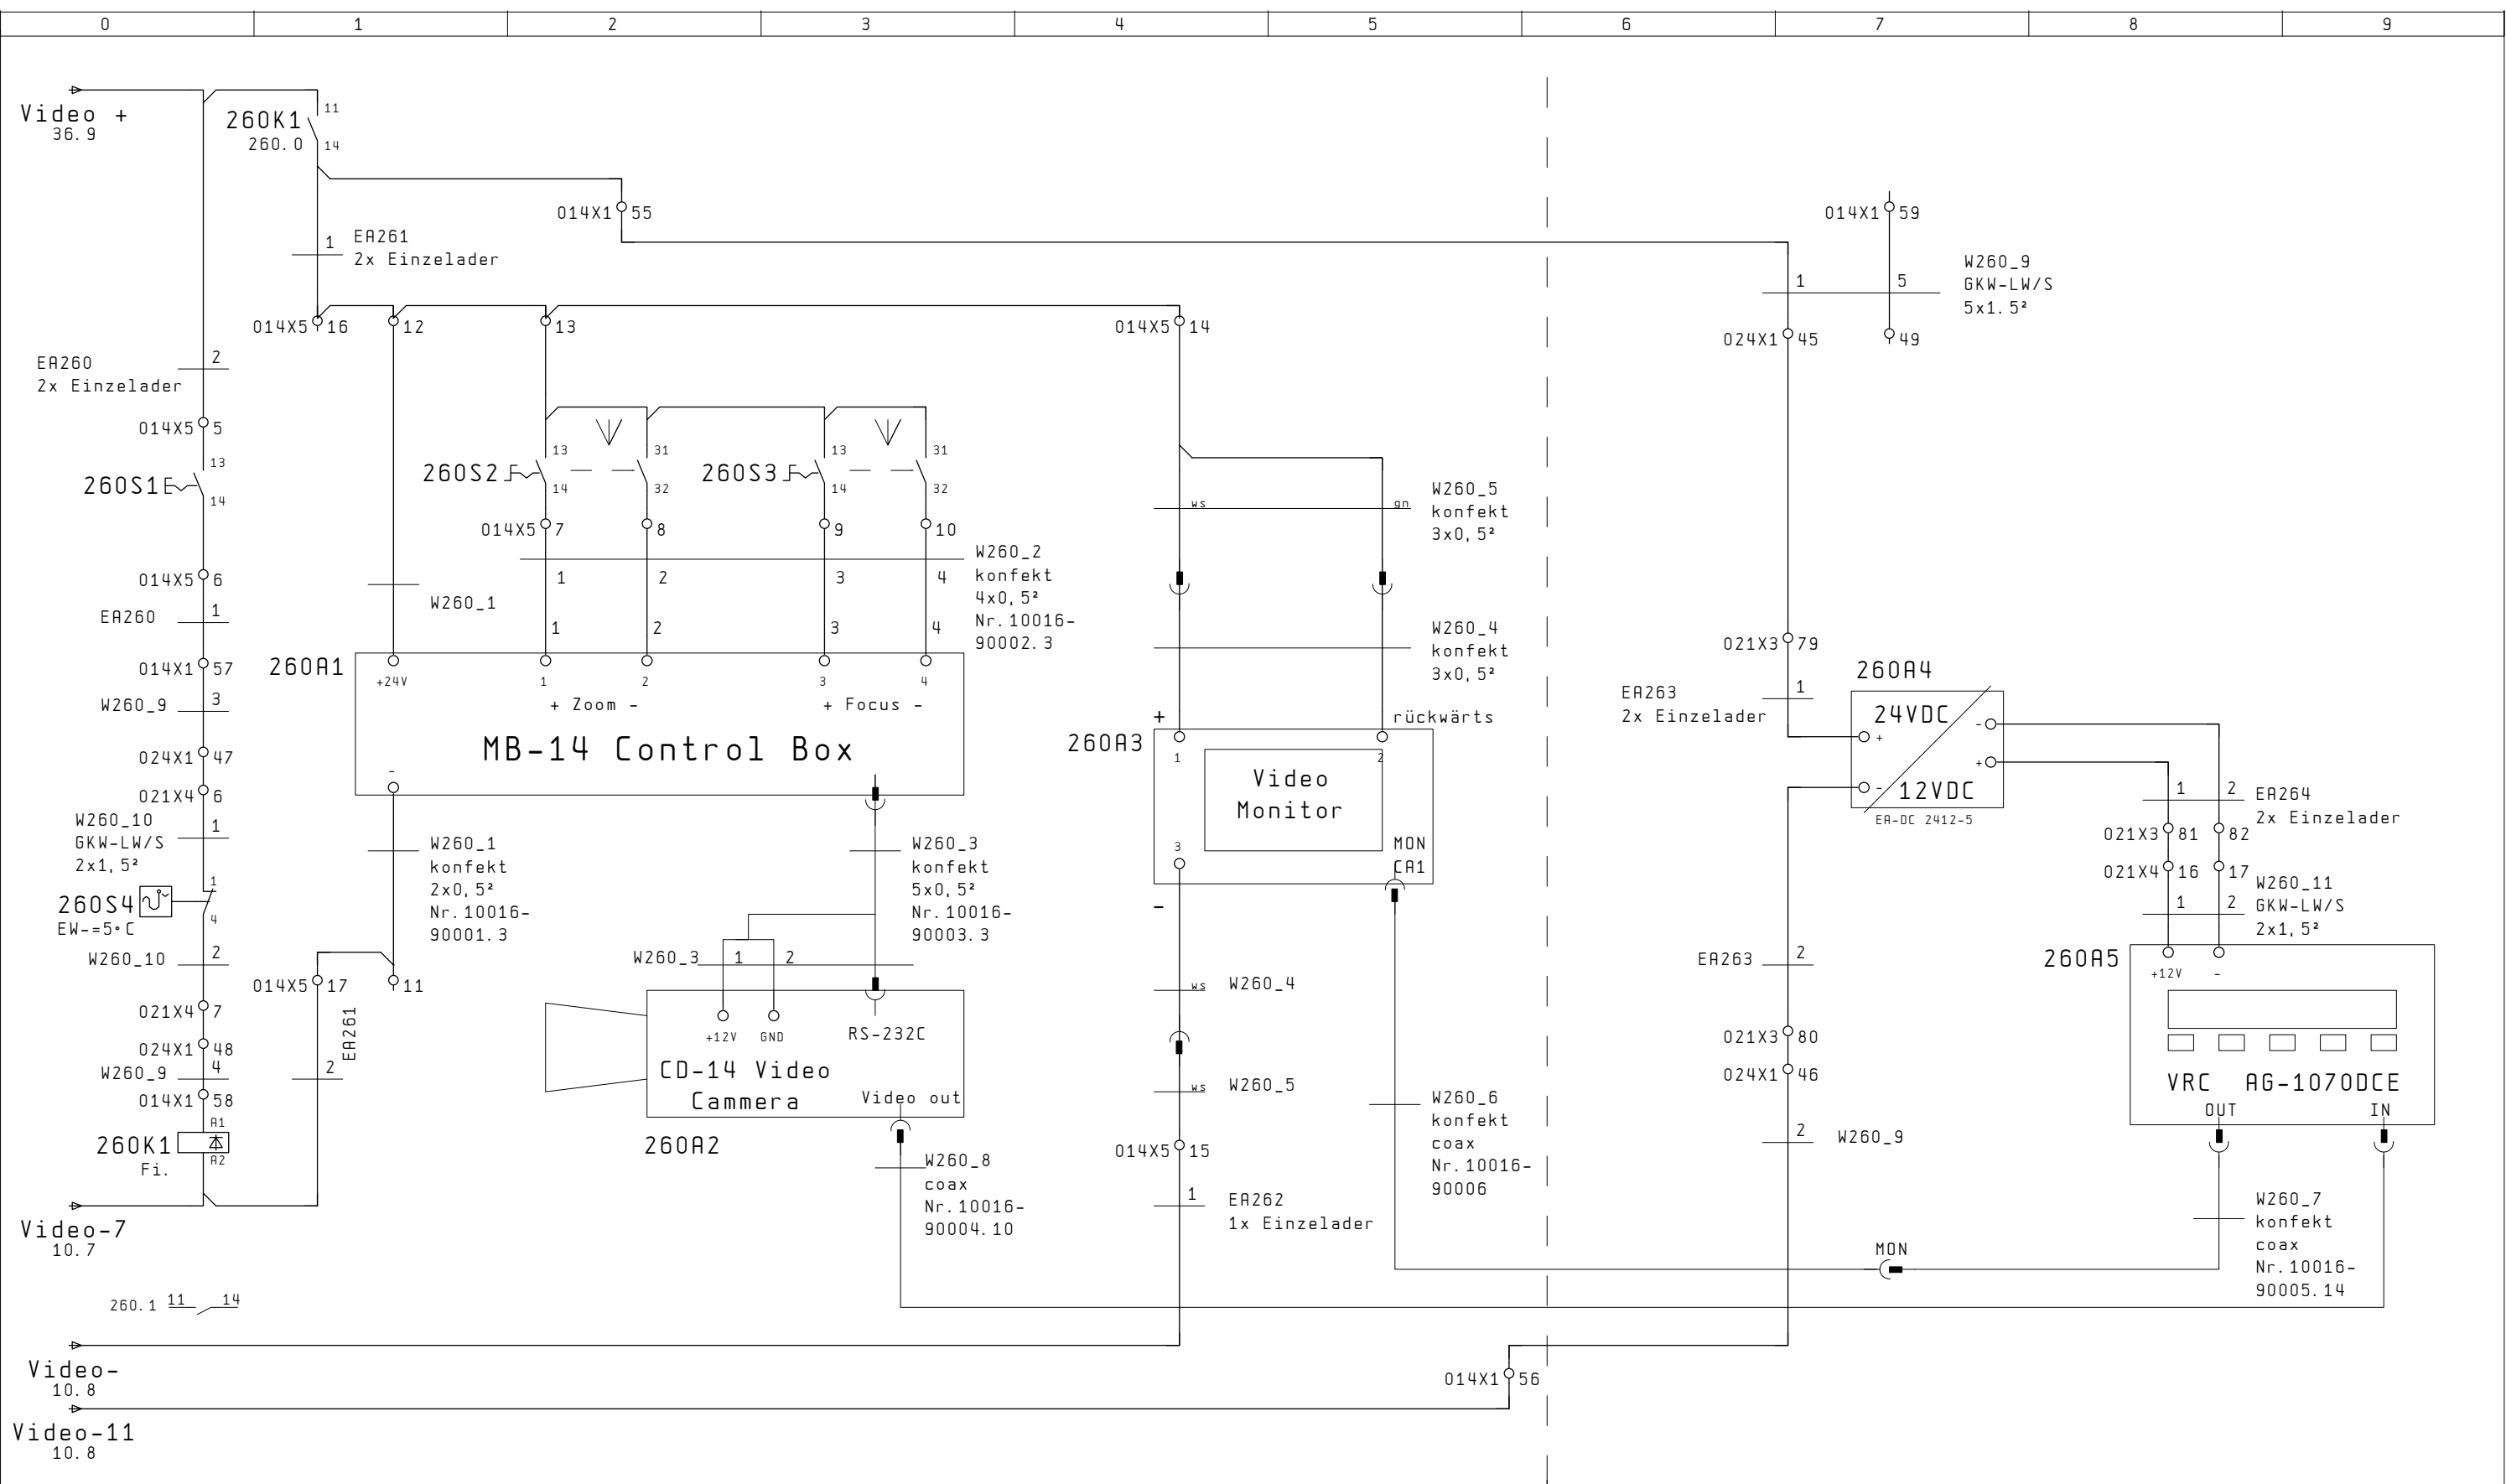 0 1 2 3 4 5 6 7 8 9
Video +
36.9
260K1
260.0
11
14
014X1 55
014X1 59
EA261
1
2x Einzelader
W260_9
GKW-LW/S
5x1.5²
1 5
014X5 16
12
13
014X5 14
024X1 45
49
EA260
2x Einzelader
2
014X5 5
13
260S1
14
260S2
13
14
31
32
260S3
13
14
31
32
014X5 7
8
9
10
W260_2
konfekt
4x0,5²
Nr.10016-
90002.3
1 2 3 4
1 2 3 4
W260_5
konfekt
3x0,5²
ws gn
W260_4
konfekt
3x0,5²
014X5 6
EA260
1
W260_1
014X1 57
W260_9
3
024X1 47
021X4 6
W260_10
GKW-LW/S
2x1,5²
1
260S4
EW-=5°C
1
4
W260_10
2
021X4 7
024X1 48
W260_9
4
014X1 58
260K1
Fi.
A1
A2
Video-7
10.7
260.1 11 14
Video-
10.8
Video-11
10.8
260A1
+24V
1 2 3 4
+ Zoom -
+ Focus -
MB-14 Control Box
-
W260_1
konfekt
2x0,5²
Nr.10016-
90001.3
W260_3
konfekt
5x0,5²
Nr.10016-
90003.3
014X5 17
11
EA261
2
W260_3
1 2
+12V GND
RS-232C
CD-14 Video
Cammera
Video out
260A2
W260_8
coax
Nr.10016-
90004.10
+
rückwärts
260A3
1 2
Video
Monitor
3
MON
CA1
-
ws W260_4
ws W260_5
014X5 15
1
EA262
1x Einzelader
W260_6
konfekt
coax
Nr.10016-
90006
014X1 56
021X3 79
EA263
2x Einzelader
1
260A4
24VDC
12VDC
+
-
-
+
EA-DC 2412-5
EA263
2
021X3 80
024X1 46
2
W260_9
1 2
EA264
2x Einzelader
021X3 81 82
021X4 16 17
W260_11
GKW-LW/S
2x1,5²
1 2
260A5
+12V -
VRC AG-1070DCE
OUT IN
W260_7
konfekt
coax
Nr.10016-
90005.14
MON